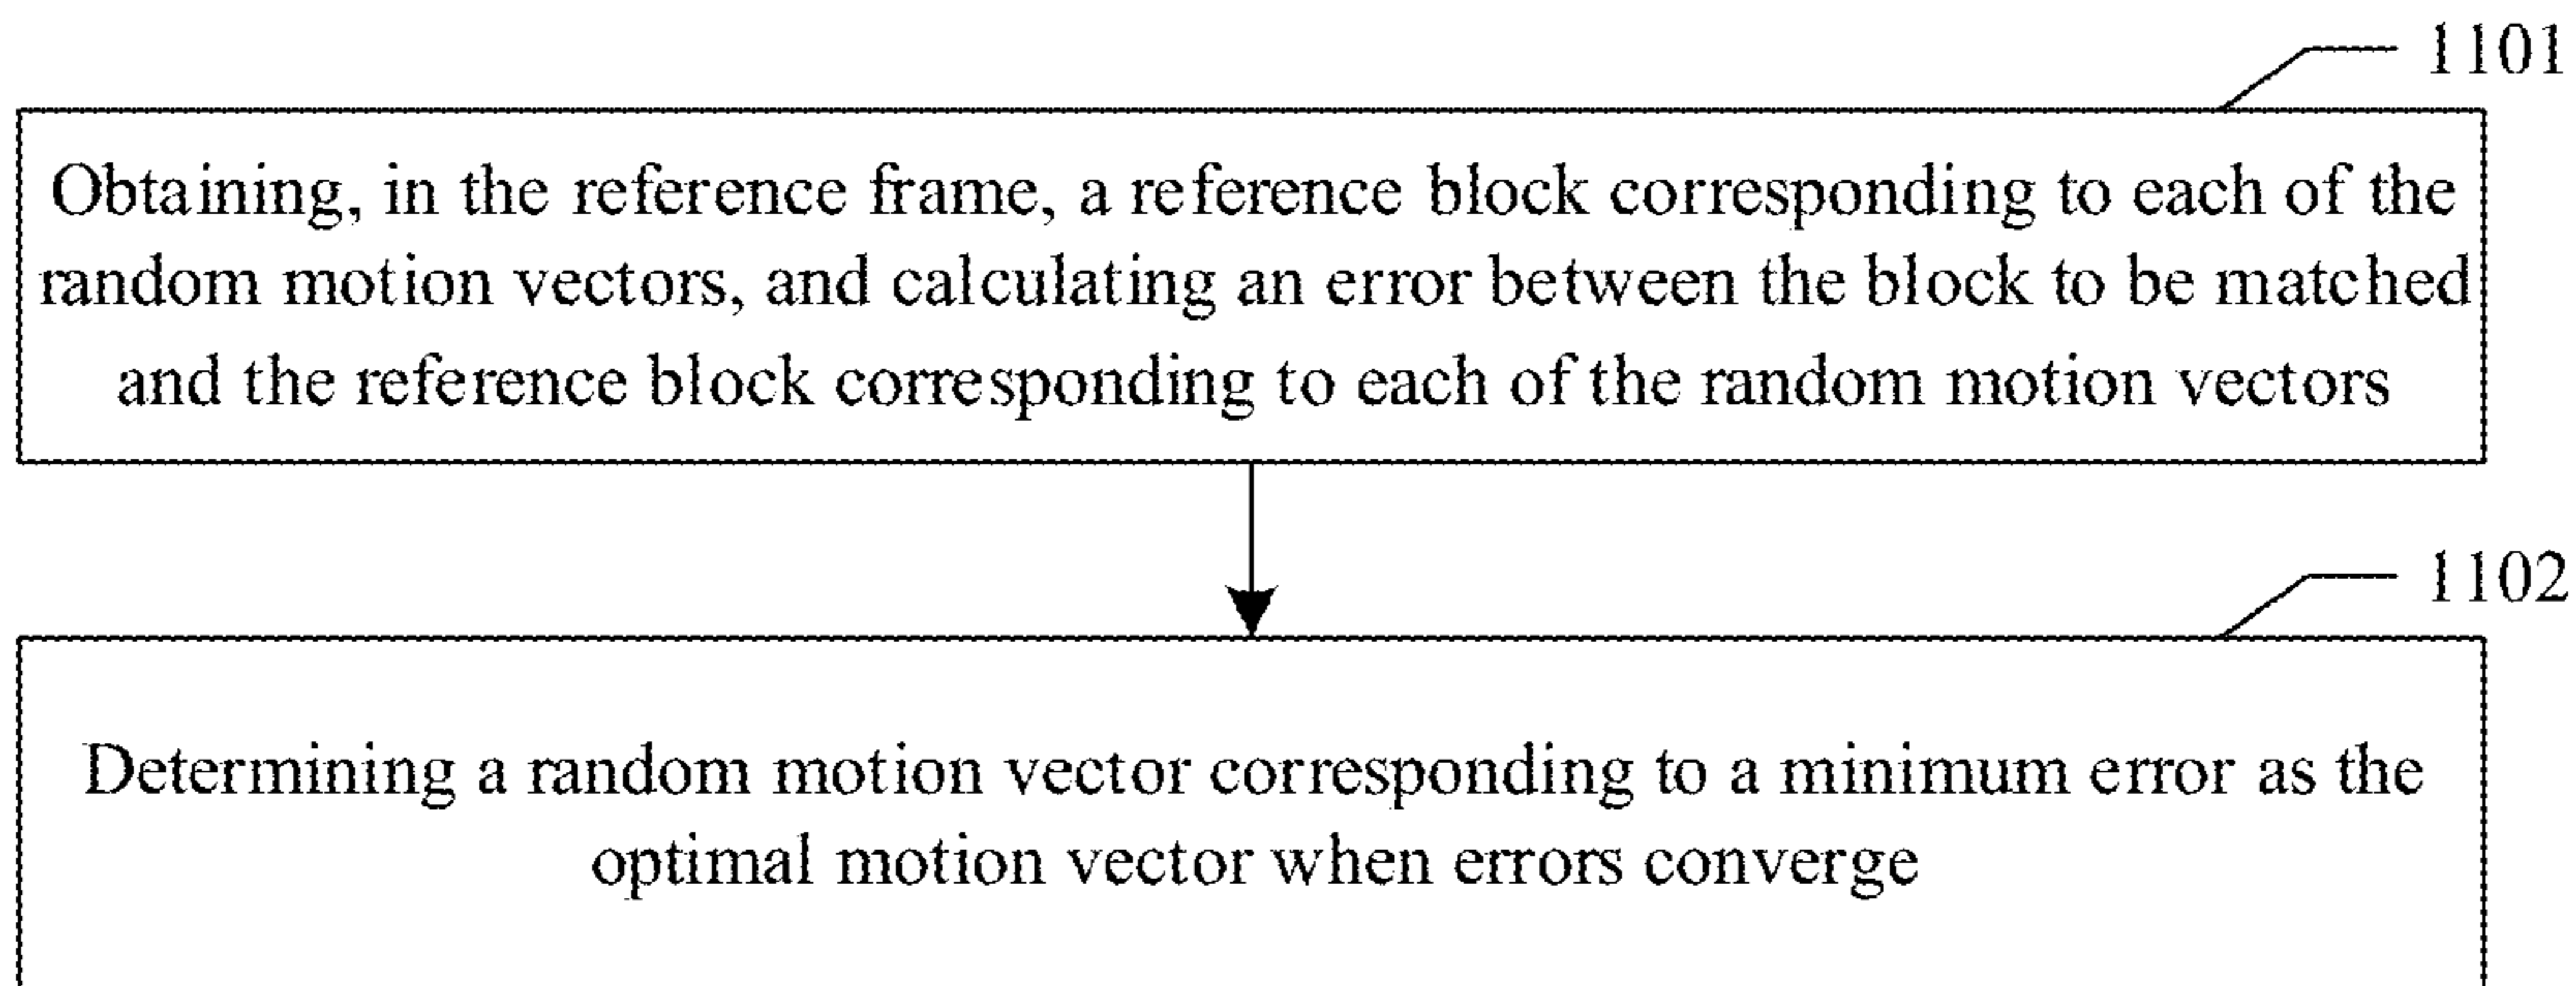 1101
Obtaining, in the reference frame, a reference block corresponding to each of the
random motion vectors, and calculating an error between the block to be matched
and the reference block corresponding to each of the random motion vectors
1102
Determining a random motion vector corresponding to a minimum error as the
optimal motion vector when errors converge